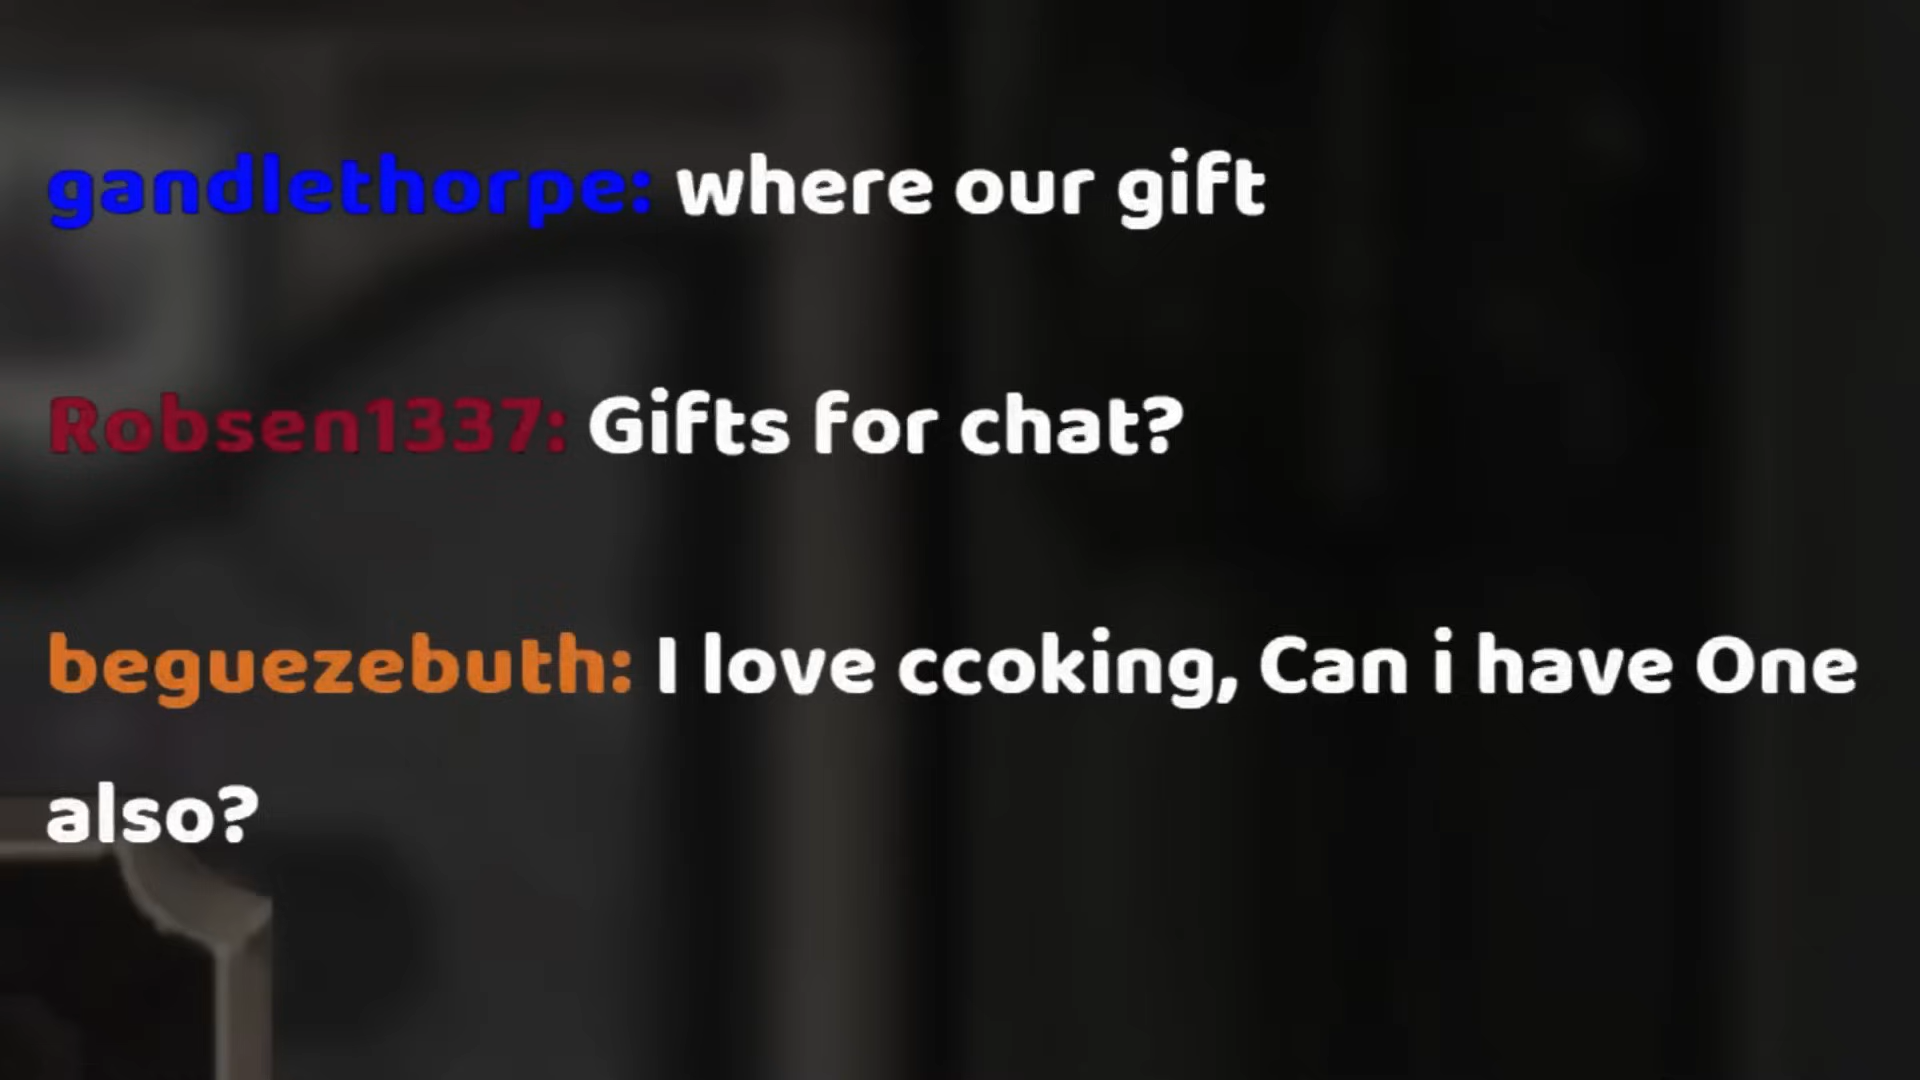 gandlethorpe: where our gift
Robsen1337: Gifts for chat?
beguezebuth: I love ccoking, Can i have One
also?